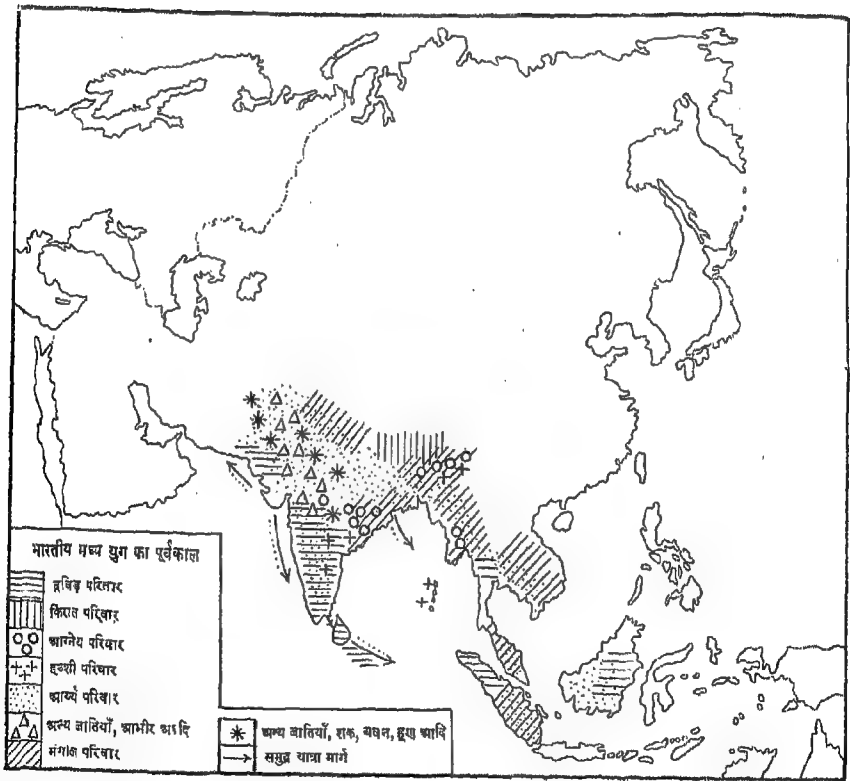 भारतीय मध्य युग का पूर्वकाल
द्रविड़ परिवार
किरात परिवार
आग्नेय परिवार
हब्शी परिवार
आर्य्य परिवार
अन्य जातियाँ, आभीर आदि
मंगोल परिवार
अन्य जातियाँ, शक, यवन, हूण आदि
समुद्र यात्रा मार्ग